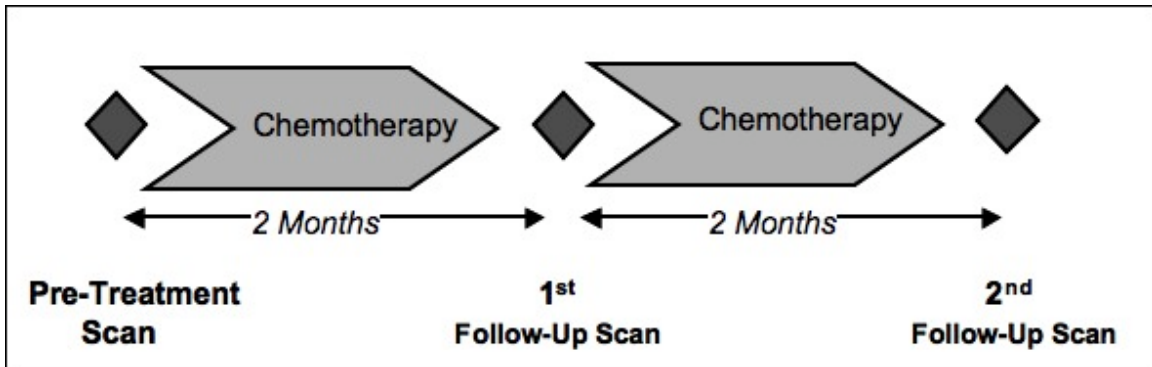 Chemotherapy
Chemotherapy
2 Months
2 Months
Pre-Treatment
Scan
1st
Follow-Up Scan
2nd
Follow-Up Scan